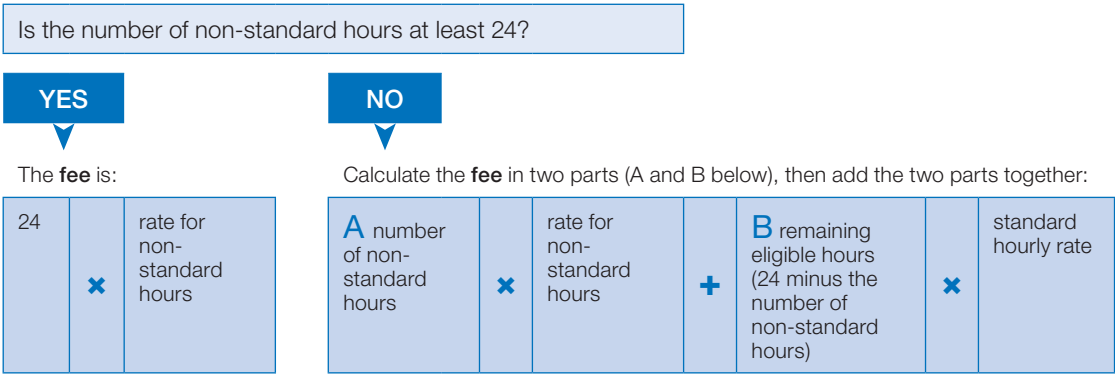 Is the number of non-standard hours at least 24?
YES
NO
The fee is:
Calculate the fee in two parts (A and B below), then add the two parts together:
24
×
rate for
non-
standard
hours
A number
of non-
standard
hours
×
rate for
non-
standard
hours
+
B remaining
eligible hours
(24 minus the
number of
non-standard
hours)
×
standard
hourly rate